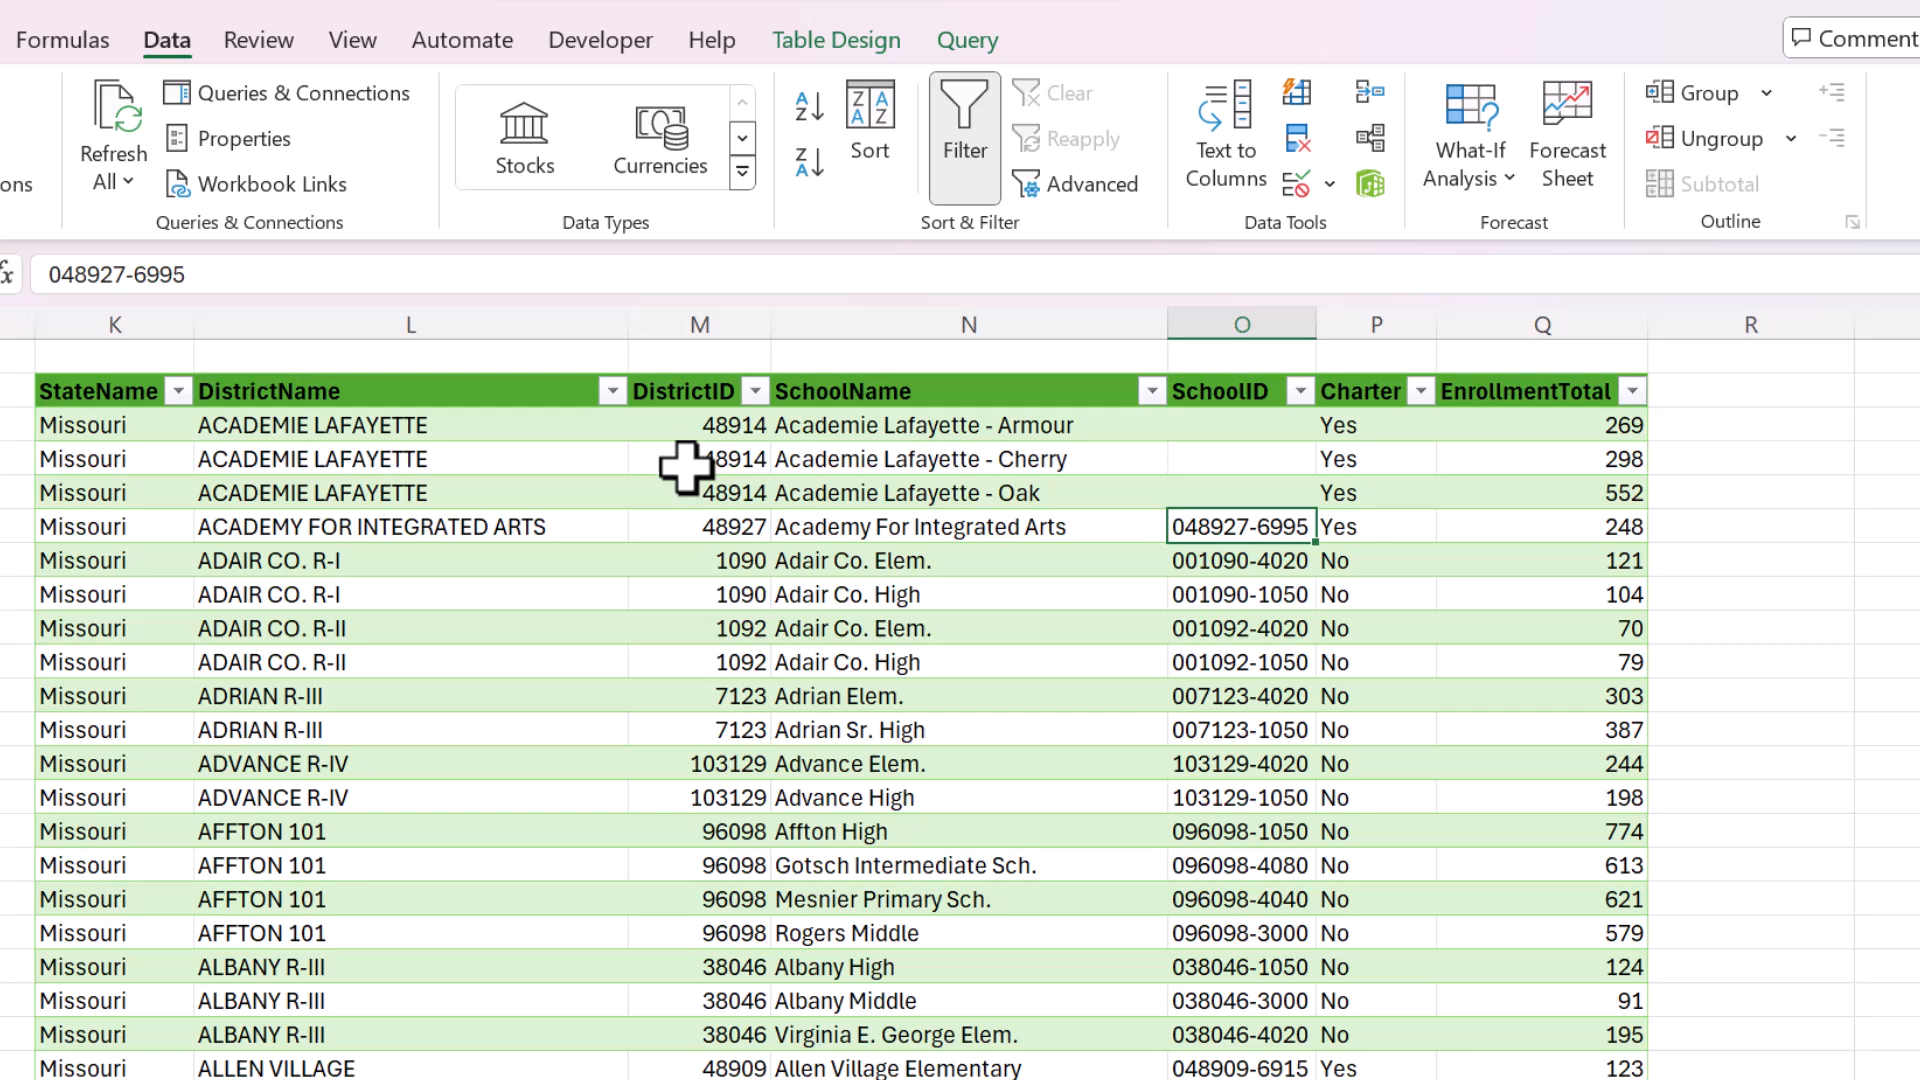 Formulas Data Review View Automate Developer Help Table Design Query Comment
Refresh All
Queries & Connections
Properties
Workbook Links
Queries & Connections
ons
Stocks
Currencies
Data Types
Sort
Filter
Clear
Reapply
Advanced
Sort & Filter
Text to Columns
Data Tools
What-If Analysis
Forecast Sheet
Forecast
Group
Ungroup
Subtotal
Outline
fx 048927-6995
K L M N O P Q R
StateName DistrictName DistrictID SchoolName SchoolID Charter EnrollmentTotal
Missouri ACADEMIE LAFAYETTE 48914 Academie Lafayette - Armour Yes 269
Missouri ACADEMIE LAFAYETTE 48914 Academie Lafayette - Cherry Yes 298
Missouri ACADEMIE LAFAYETTE 48914 Academie Lafayette - Oak Yes 552
Missouri ACADEMY FOR INTEGRATED ARTS 48927 Academy For Integrated Arts 048927-6995 Yes 248
Missouri ADAIR CO. R-I 1090 Adair Co. Elem. 001090-4020 No 121
Missouri ADAIR CO. R-I 1090 Adair Co. High 001090-1050 No 104
Missouri ADAIR CO. R-II 1092 Adair Co. Elem. 001092-4020 No 70
Missouri ADAIR CO. R-II 1092 Adair Co. High 001092-1050 No 79
Missouri ADRIAN R-III 7123 Adrian Elem. 007123-4020 No 303
Missouri ADRIAN R-III 7123 Adrian Sr. High 007123-1050 No 387
Missouri ADVANCE R-IV 103129 Advance Elem. 103129-4020 No 244
Missouri ADVANCE R-IV 103129 Advance High 103129-1050 No 198
Missouri AFFTON 101 96098 Affton High 096098-1050 No 774
Missouri AFFTON 101 96098 Gotsch Intermediate Sch. 096098-4080 No 613
Missouri AFFTON 101 96098 Mesnier Primary Sch. 096098-4040 No 621
Missouri AFFTON 101 96098 Rogers Middle 096098-3000 No 579
Missouri ALBANY R-III 38046 Albany High 038046-1050 No 124
Missouri ALBANY R-III 38046 Albany Middle 038046-3000 No 91
Missouri ALBANY R-III 38046 Virginia E. George Elem. 038046-4020 No 195
Missouri ALLEN VILLAGE 48909 Allen Village Elementary 048909-6915 Yes 123